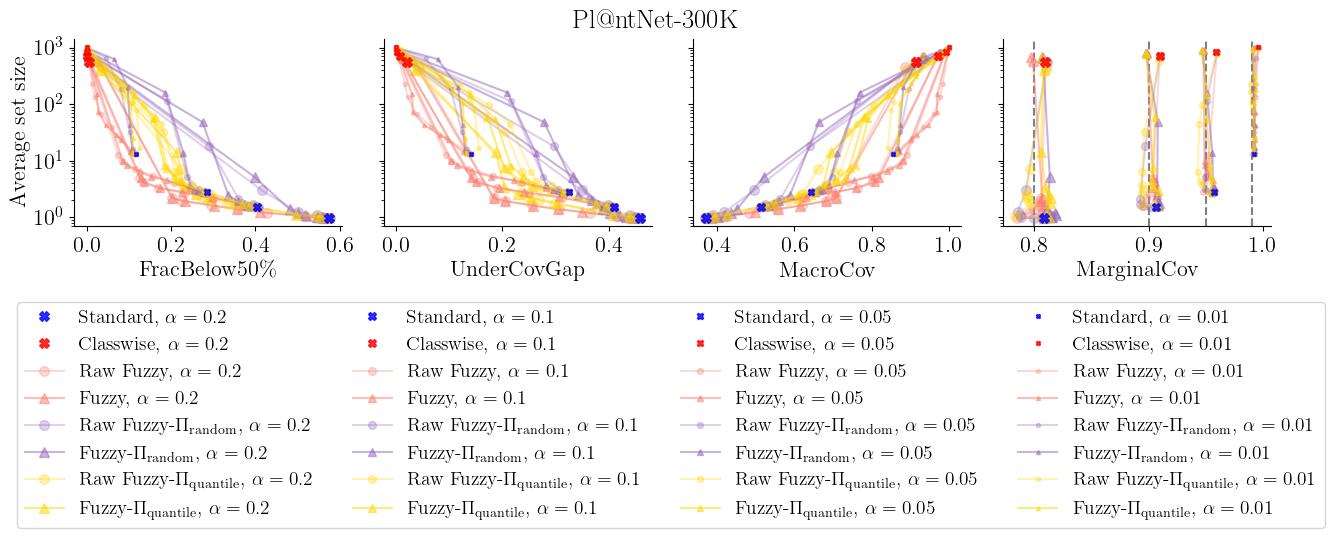 Pl@ntNet-300K
Average set size
10³
10²
10¹
10⁰
0.0 0.2 0.4 0.6
FracBelow50%
0.0 0.2 0.4
UnderCovGap
0.4 0.6 0.8 1.0
MacroCov
0.8 0.9 1.0
MarginalCov
Standard, α = 0.2 Standard, α = 0.1 Standard, α = 0.05 Standard, α = 0.01
Classwise, α = 0.2 Classwise, α = 0.1 Classwise, α = 0.05 Classwise, α = 0.01
Raw Fuzzy, α = 0.2 Raw Fuzzy, α = 0.1 Raw Fuzzy, α = 0.05 Raw Fuzzy, α = 0.01
Fuzzy, α = 0.2 Fuzzy, α = 0.1 Fuzzy, α = 0.05 Fuzzy, α = 0.01
Raw Fuzzy-Π_random, α = 0.2 Raw Fuzzy-Π_random, α = 0.1 Raw Fuzzy-Π_random, α = 0.05 Raw Fuzzy-Π_random, α = 0.01
Fuzzy-Π_random, α = 0.2 Fuzzy-Π_random, α = 0.1 Fuzzy-Π_random, α = 0.05 Fuzzy-Π_random, α = 0.01
Raw Fuzzy-Π_quantile, α = 0.2 Raw Fuzzy-Π_quantile, α = 0.1 Raw Fuzzy-Π_quantile, α = 0.05 Raw Fuzzy-Π_quantile, α = 0.01
Fuzzy-Π_quantile, α = 0.2 Fuzzy-Π_quantile, α = 0.1 Fuzzy-Π_quantile, α = 0.05 Fuzzy-Π_quantile, α = 0.01